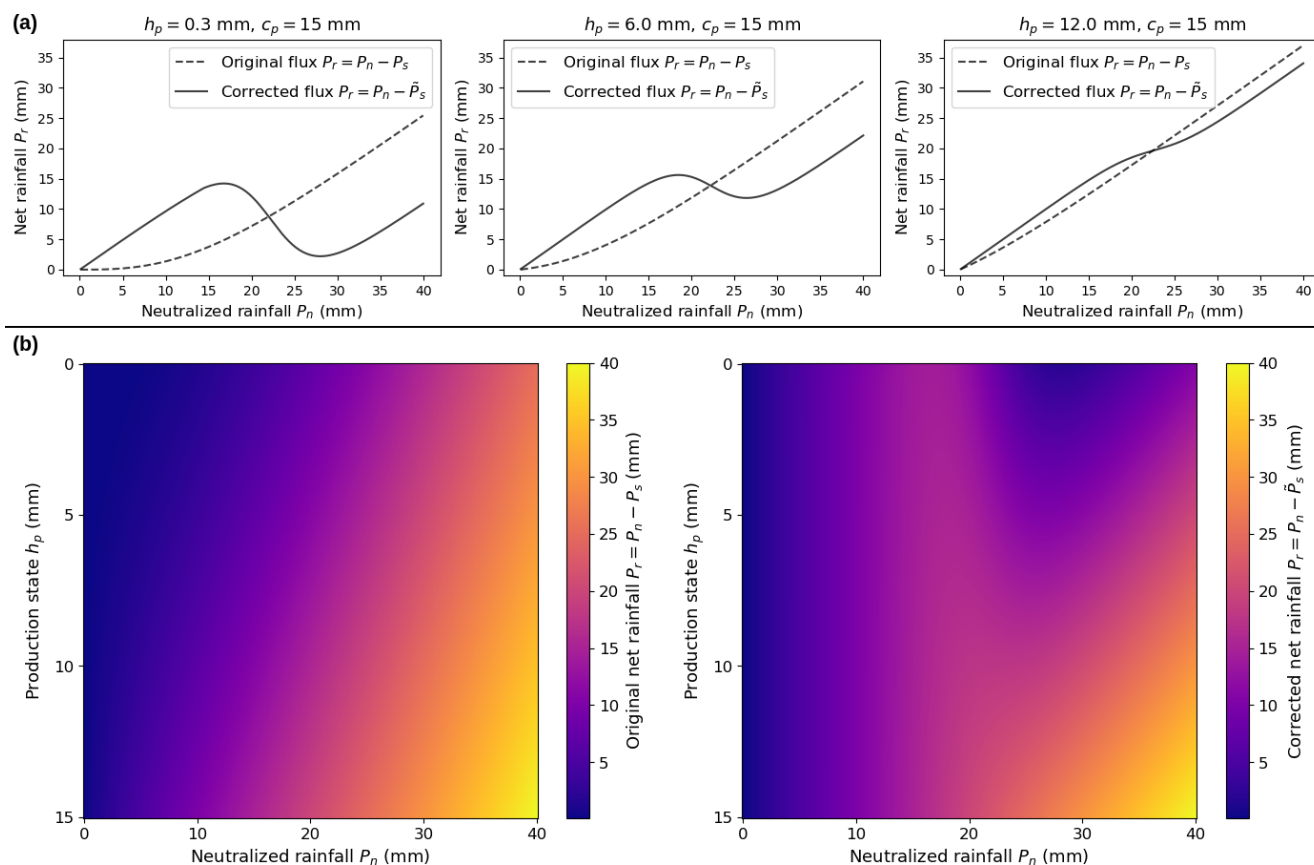 (a)
h_p = 0.3 mm, c_p = 15 mm
Original flux P_r = P_n − P_s
Corrected flux P_r = P_n − P̃_s
Net rainfall P_r (mm)
35
30
25
20
15
10
5
0
0 5 10 15 20 25 30 35 40
Neutralized rainfall P_n (mm)
h_p = 6.0 mm, c_p = 15 mm
Original flux P_r = P_n − P_s
Corrected flux P_r = P_n − P̃_s
Net rainfall P_r (mm)
35
30
25
20
15
10
5
0
0 5 10 15 20 25 30 35 40
Neutralized rainfall P_n (mm)
h_p = 12.0 mm, c_p = 15 mm
Original flux P_r = P_n − P_s
Corrected flux P_r = P_n − P̃_s
Net rainfall P_r (mm)
35
30
25
20
15
10
5
0
0 5 10 15 20 25 30 35 40
Neutralized rainfall P_n (mm)
(b)
Production state h_p (mm)
0
5
10
15
0 10 20 30 40
Neutralized rainfall P_n (mm)
40
35
30
25
20
15
10
5
Original net rainfall P_r = P_n − P_s (mm)
Production state h_p (mm)
0
5
10
15
0 10 20 30 40
Neutralized rainfall P_n (mm)
40
35
30
25
20
15
10
5
Corrected net rainfall P_r = P_n − P̃_s (mm)